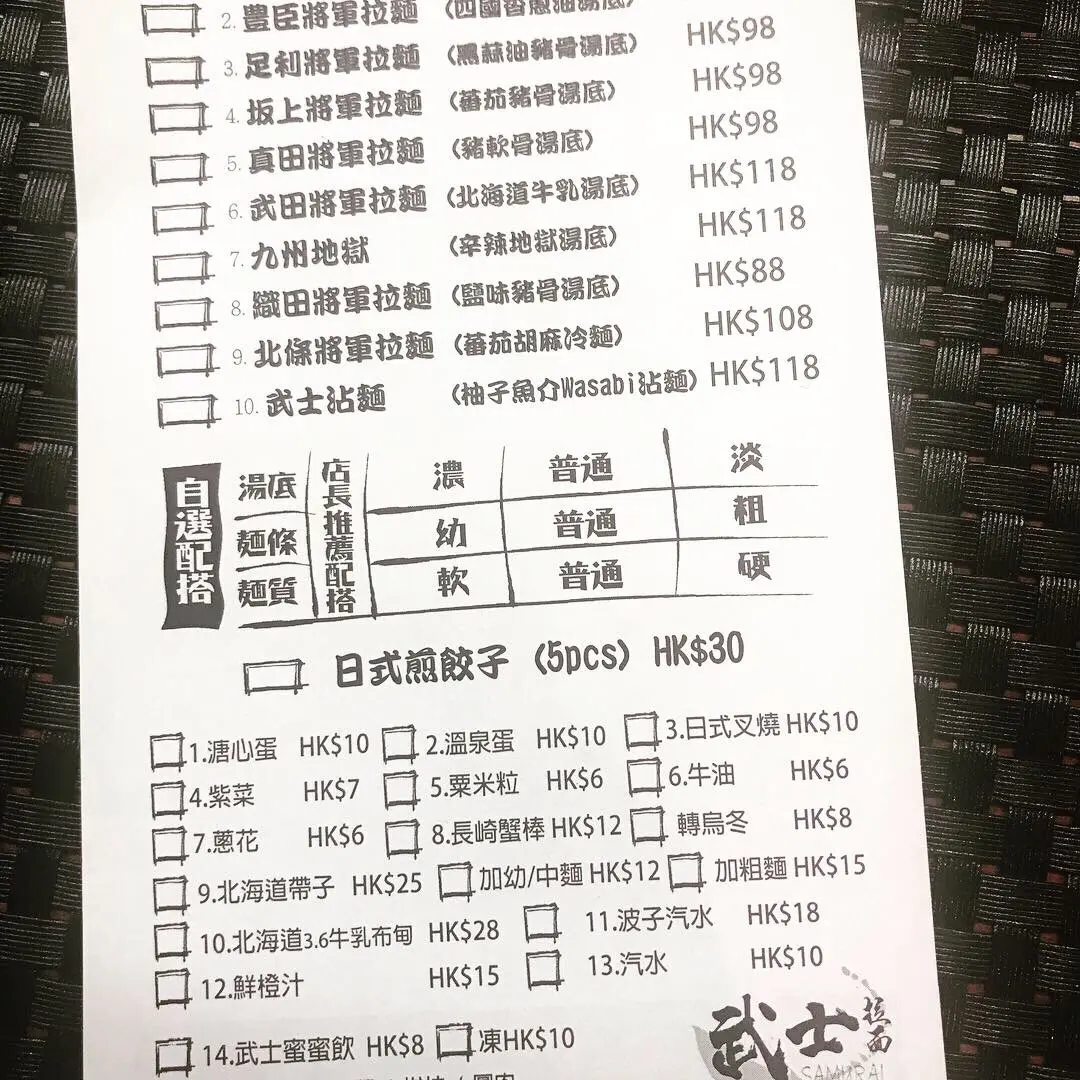 2. 豊臣將軍拉麵 (四國香蔥油湯底)
3. 足利將軍拉麵 (黑蒜油豬骨湯底) HK$98
4. 坂上將軍拉麵 (蕃茄豬骨湯底) HK$98
5. 真田將軍拉麵 (豬軟骨湯底) HK$98
6. 武田將軍拉麵 (北海道牛乳湯底) HK$118
7. 九州地獄 (辛辣地獄湯底) HK$118
8. 織田將軍拉麵 (鹽味豬骨湯底) HK$88
9. 北條將軍拉麵 (蕃茄胡麻冷麵) HK$108
10. 武士沾麵 (柚子魚介Wasabi沾麵) HK$118
自選配搭
店長推薦配搭
湯底 濃 普通 淡
麵條 幼 普通 粗
麵質 軟 普通 硬
日式煎餃子 (5pcs) HK$30
1.溏心蛋 HK$10 2.溫泉蛋 HK$10 3.日式叉燒 HK$10
4.紫菜 HK$7 5.粟米粒 HK$6 6.牛油 HK$6
7.蔥花 HK$6 8.長崎蟹棒 HK$12 轉烏冬 HK$8
9.北海道帶子 HK$25 加幼/中麵 HK$12 加粗麵 HK$15
10.北海道3.6牛乳布甸 HK$28 11.波子汽水 HK$18
12.鮮橙汁 HK$15 13.汽水 HK$10
14.武士蜜蜜飲 HK$8 凍HK$10
武士拉面
SAMURAI